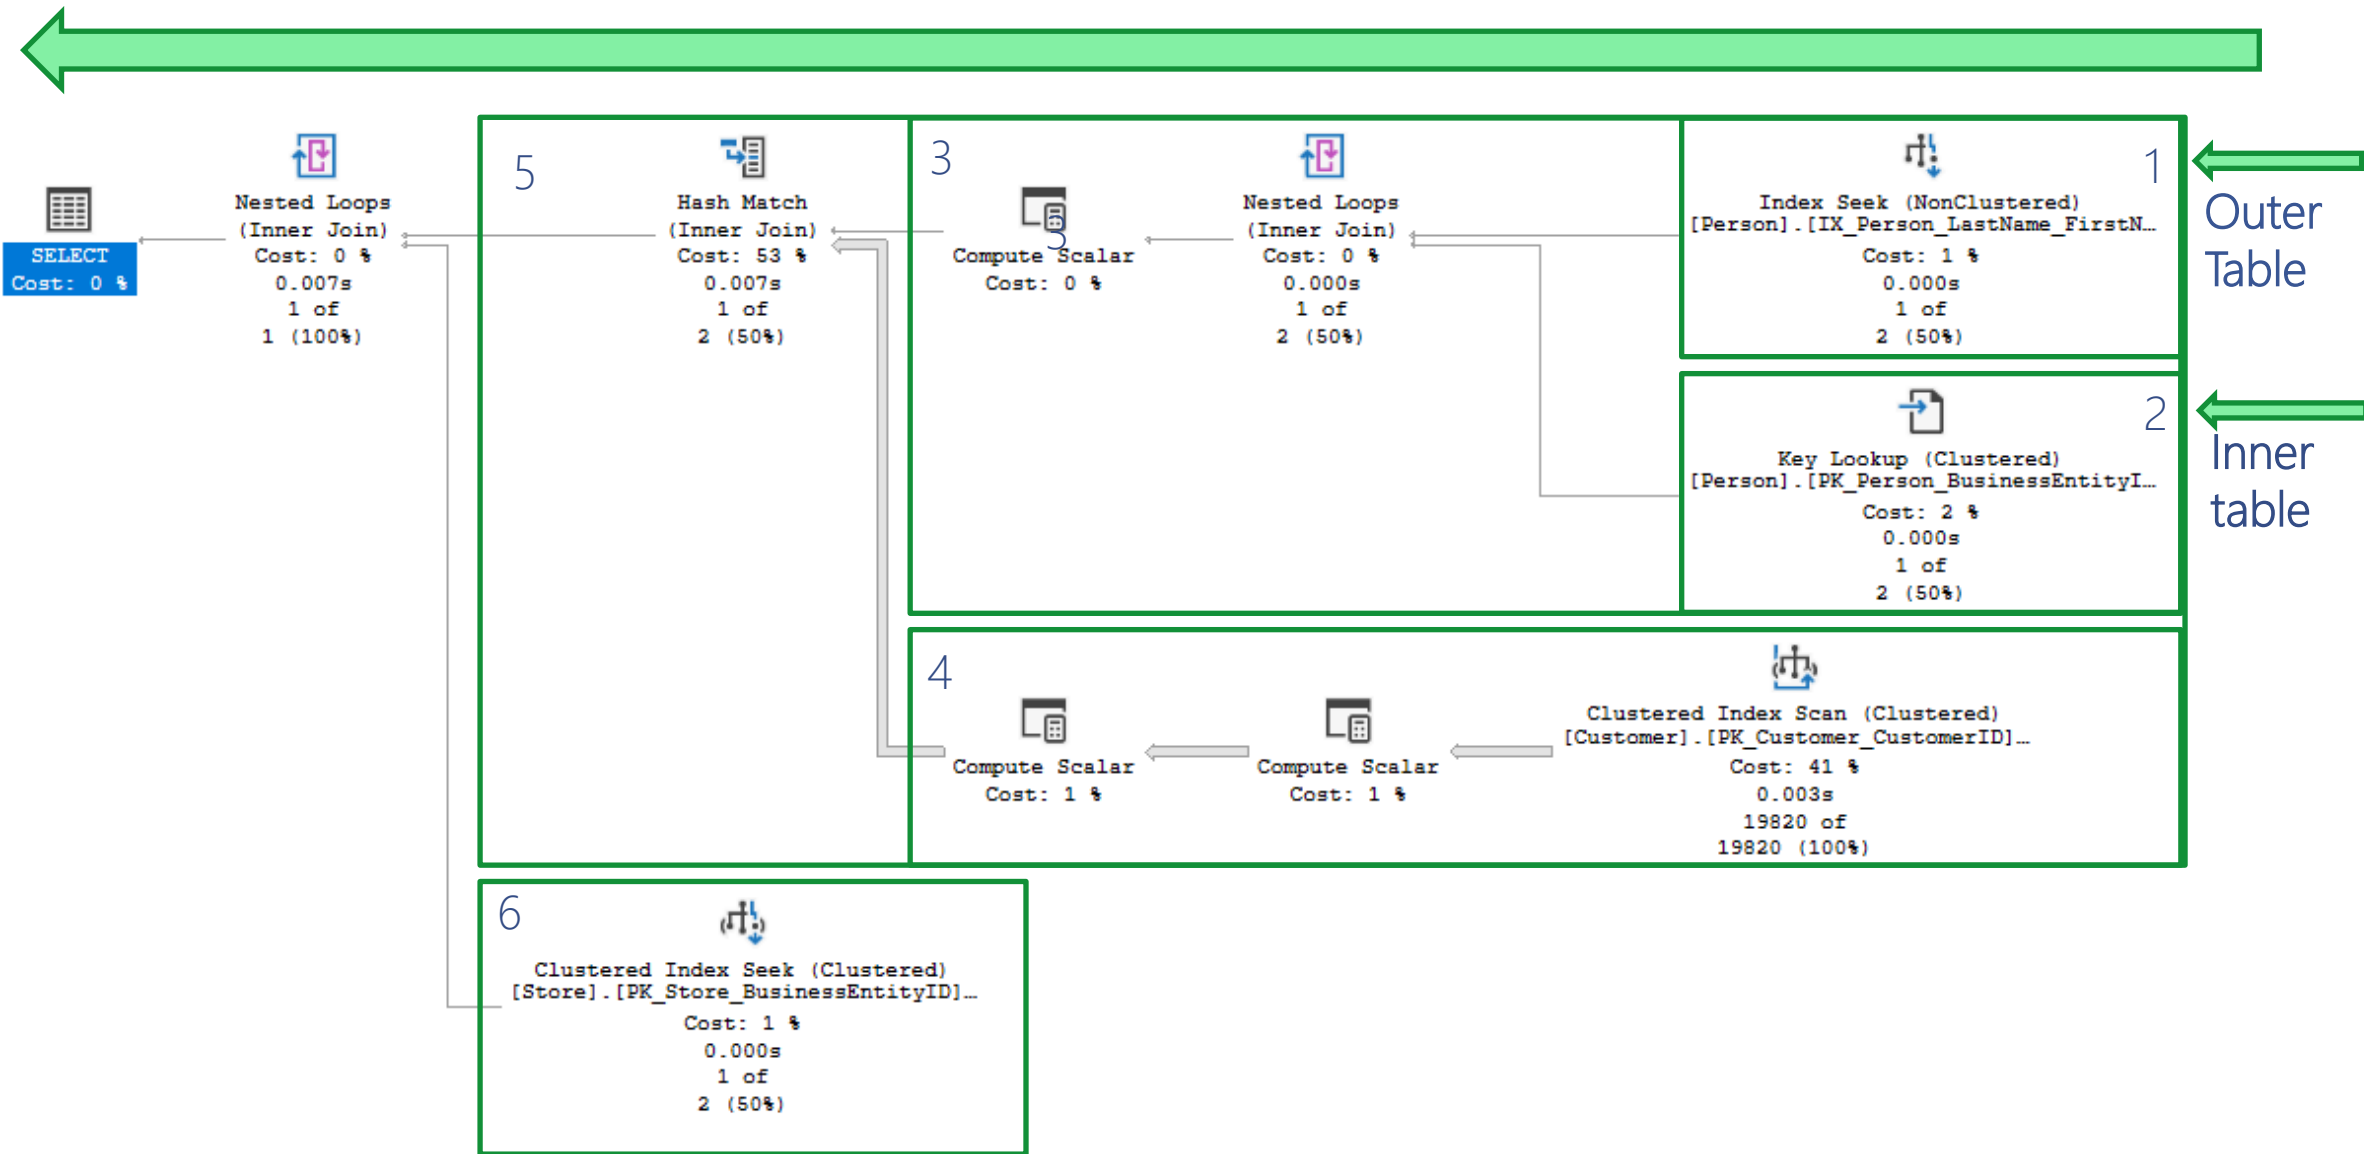 SELECT
Cost: 0 %
Nested Loops
(Inner Join)
Cost: 0 %
0.007s
1 of
1 (100%)
5
Hash Match
(Inner Join)
Cost: 53 %
0.007s
1 of
2 (50%)
3
3
Compute Scalar
Cost: 0 %
Nested Loops
(Inner Join)
Cost: 0 %
0.000s
1 of
2 (50%)
1
Index Seek (NonClustered)
[Person].[IX_Person_LastName_FirstN…
Cost: 1 %
0.000s
1 of
2 (50%)
Outer
Table
2
Key Lookup (Clustered)
[Person].[PK_Person_BusinessEntityI…
Cost: 2 %
0.000s
1 of
2 (50%)
Inner
table
4
Compute Scalar
Cost: 1 %
Compute Scalar
Cost: 1 %
Clustered Index Scan (Clustered)
[Customer].[PK_Customer_CustomerID]…
Cost: 41 %
0.003s
19820 of
19820 (100%)
6
Clustered Index Seek (Clustered)
[Store].[PK_Store_BusinessEntityID]…
Cost: 1 %
0.000s
1 of
2 (50%)